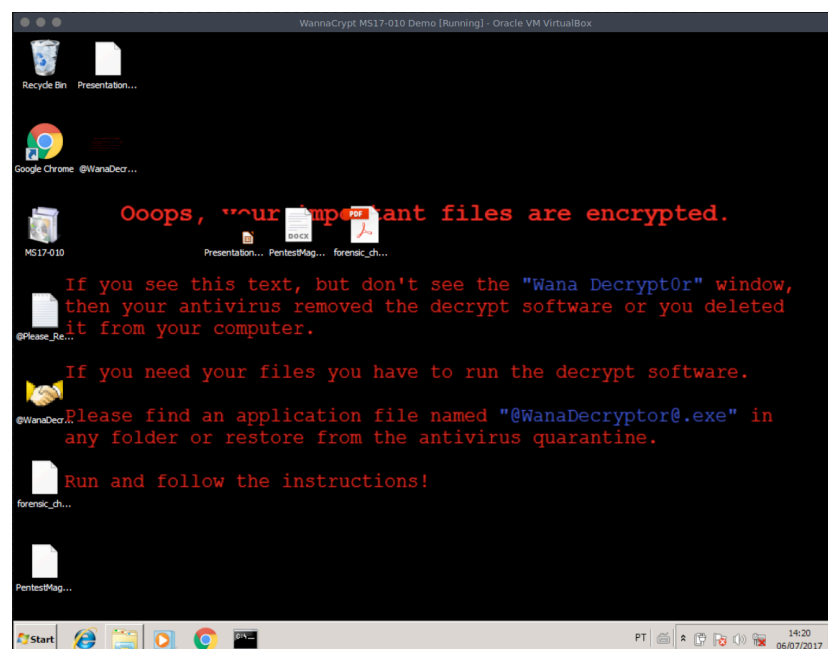 WannaCrypt MS17-010 Demo [Running] - Oracle VM VirtualBox
Recycle Bin
Presentation...
Google Chrome
@WanaDecr...
Ooops, your important files are encrypted.
MS17-010
Presentation...
DOCX
PentestMag...
PDF
forensic_ch...
If you see this text, but don't see the "Wana Decrypt0r" window,
then your antivirus removed the decrypt software or you deleted
it from your computer.
@Please_Re...
If you need your files you have to run the decrypt software.
@WanaDecr...
Please find an application file named "@WanaDecryptor@.exe" in
any folder or restore from the antivirus quarantine.
Run and follow the instructions!
forensic_ch...
PentestMag...
Start
C:\_
PT
14:20
06/07/2017